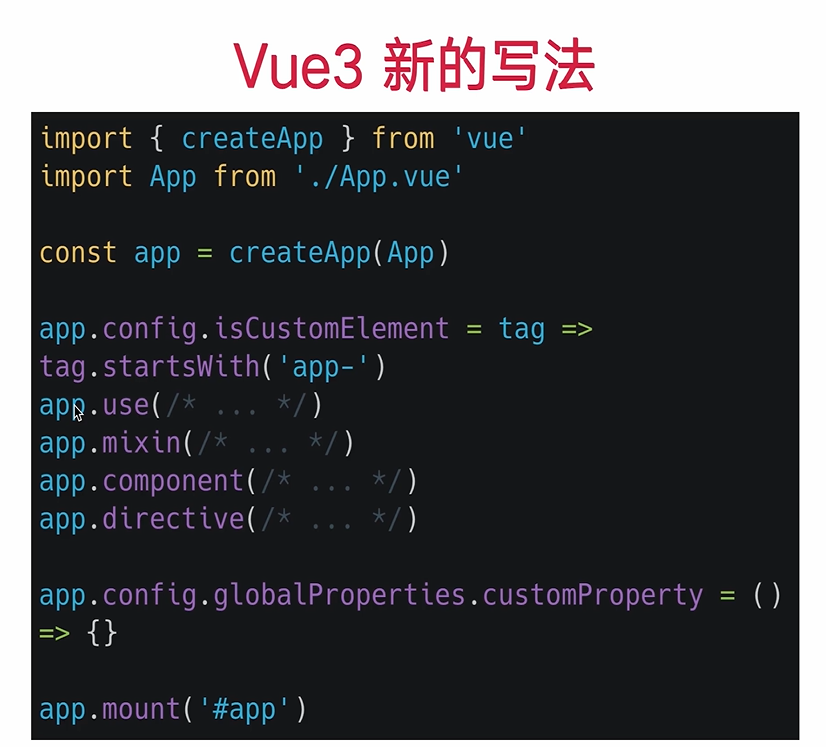 Vue3 新的写法
import { createApp } from 'vue'
import App from './App.vue'
const app = createApp(App)
app.config.isCustomElement = tag =>
tag.startsWith('app-')
app.use(/* ... */)
app.mixin(/* ... */)
app.component(/* ... */)
app.directive(/* ... */)
app.config.globalProperties.customProperty = ()
=> {}
app.mount('#app')